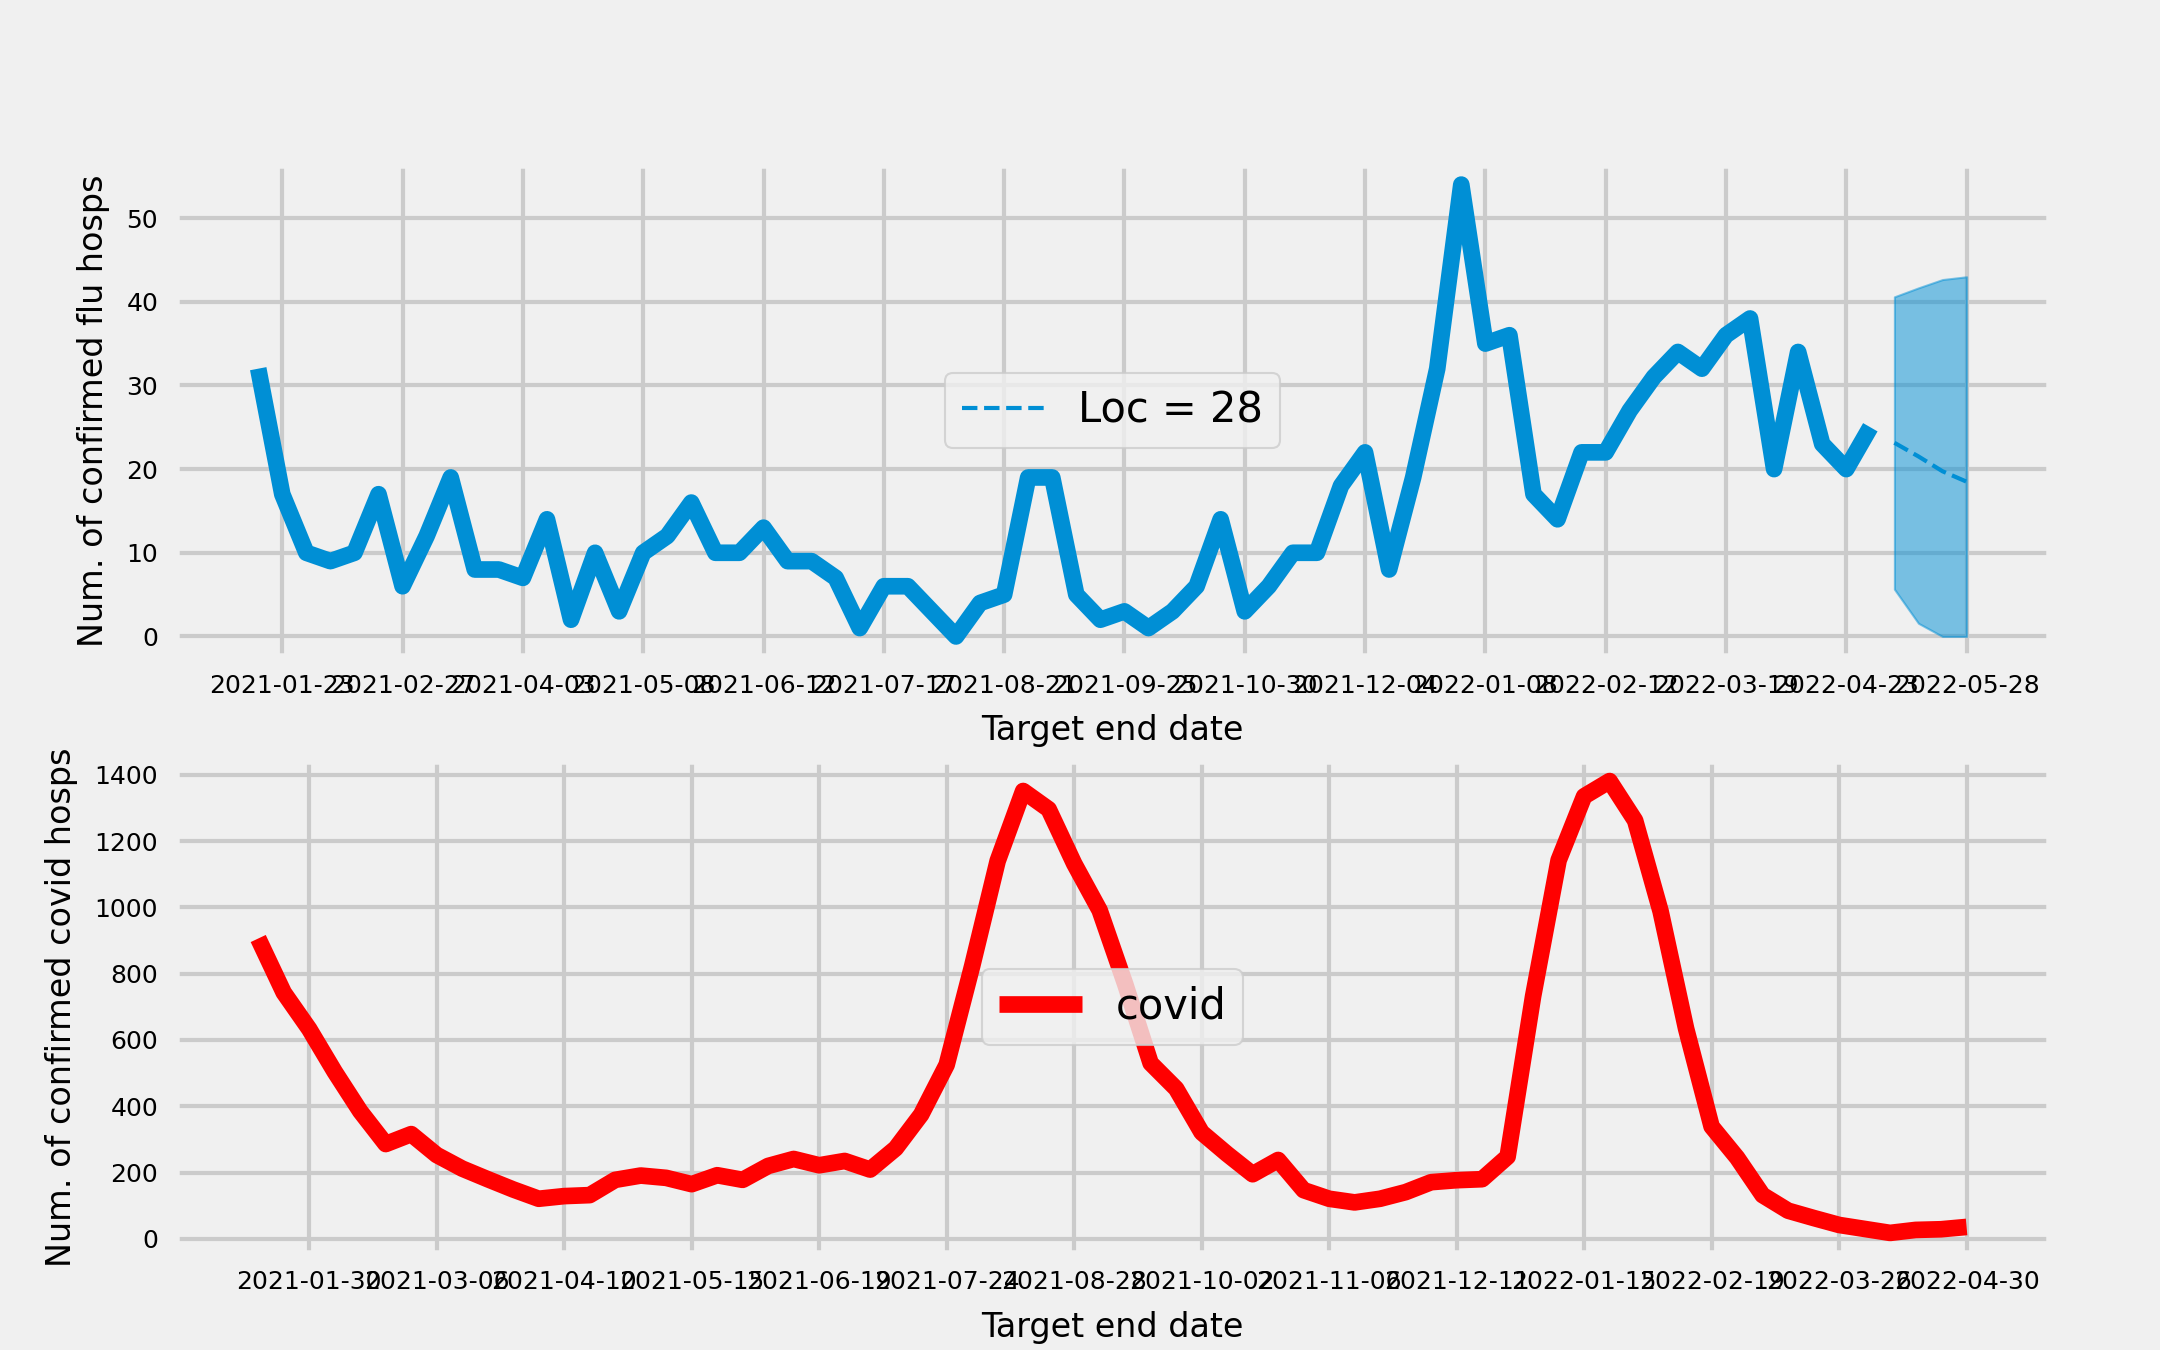 Num. of confirmed flu hosps
50
40
30
20
10
0
Loc = 28
2021-01-23 2021-02-27 2021-04-03 2021-05-08 2021-06-12 2021-07-17 2021-08-21 2021-09-25 2021-10-30 2021-12-04 2022-01-08 2022-02-12 2022-03-19 2022-04-23 2022-05-28
Target end date
Num. of confirmed covid hosps
1400
1200
1000
800
600
400
200
0
covid
2021-01-30 2021-03-06 2021-04-10 2021-05-15 2021-06-19 2021-07-24 2021-08-28 2021-10-02 2021-11-06 2021-12-11 2022-01-15 2022-02-19 2022-03-26 2022-04-30
Target end date